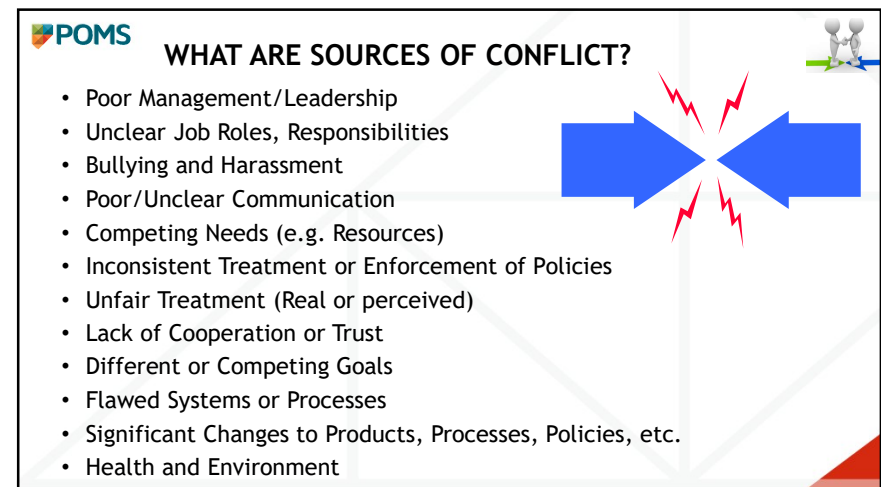 POMS
WHAT ARE SOURCES OF CONFLICT?
• Poor Management/Leadership
• Unclear Job Roles, Responsibilities
• Bullying and Harassment
• Poor/Unclear Communication
• Competing Needs (e.g. Resources)
• Inconsistent Treatment or Enforcement of Policies
• Unfair Treatment (Real or perceived)
• Lack of Cooperation or Trust
• Different or Competing Goals
• Flawed Systems or Processes
• Significant Changes to Products, Processes, Policies, etc.
• Health and Environment